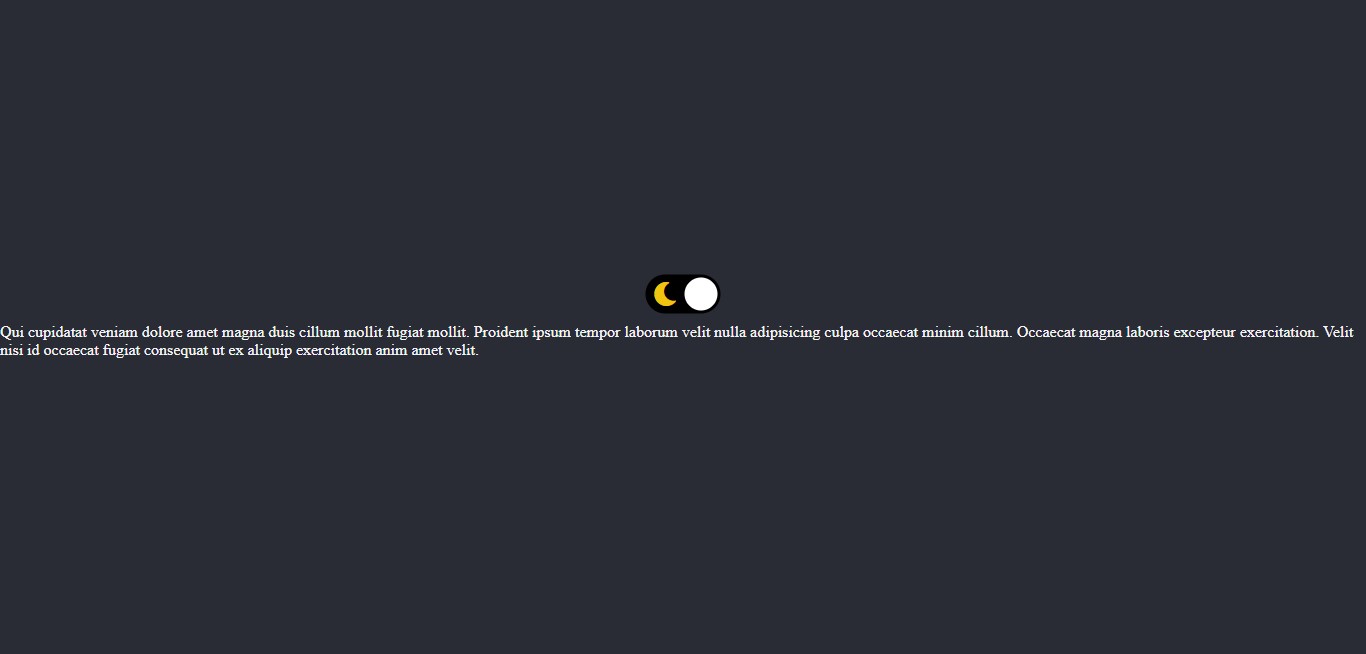 Qui cupidatat veniam dolore amet magna duis cillum mollit fugiat mollit. Proident ipsum tempor laborum velit nulla adipisicing culpa occaecat minim cillum. Occaecat magna laboris excepteur exercitation. Velit
nisi id occaecat fugiat consequat ut ex aliquip exercitation anim amet velit.